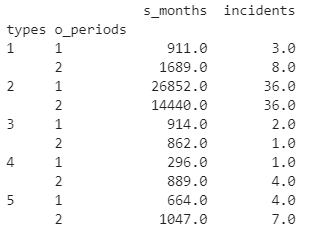 s_months incidents
types o_periods
1 1 911.0 3.0
2 1689.0 8.0
2 1 26852.0 36.0
2 14440.0 36.0
3 1 914.0 2.0
2 862.0 1.0
4 1 296.0 1.0
2 889.0 4.0
5 1 664.0 4.0
2 1047.0 7.0